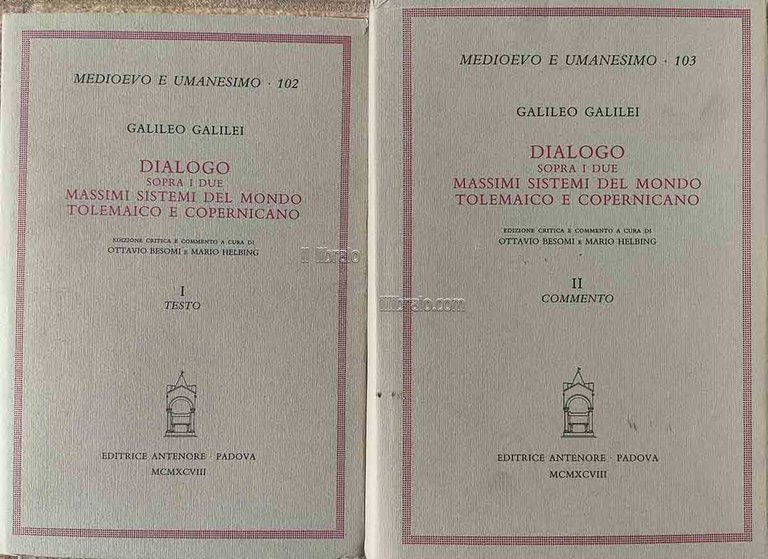 MEDIOEVO E UMANESIMO · 102
GALILEO GALILEI
DIALOGO
SOPRA I DUE
MASSIMI SISTEMI DEL MONDO
TOLEMAICO E COPERNICANO
EDIZIONE CRITICA E COMMENTO A CURA DI
OTTAVIO BESOMI E MARIO HELBING
I
TESTO
EDITRICE ANTENORE · PADOVA
MCMXCVIII
MEDIOEVO E UMANESIMO · 103
GALILEO GALILEI
DIALOGO
SOPRA I DUE
MASSIMI SISTEMI DEL MONDO
TOLEMAICO E COPERNICANO
EDIZIONE CRITICA E COMMENTO A CURA DI
OTTAVIO BESOMI E MARIO HELBING
II
COMMENTO
EDITRICE ANTENORE · PADOVA
MCMXCVIII
Il libraio
illibraio.com